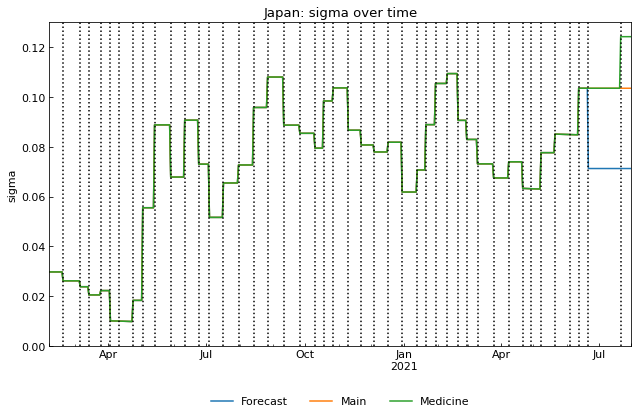 Japan: sigma over time
0.12
0.10
0.08
0.06
0.04
0.02
0.00
sigma
Apr Jul Oct Jan Apr Jul
2021
Forecast Main Medicine